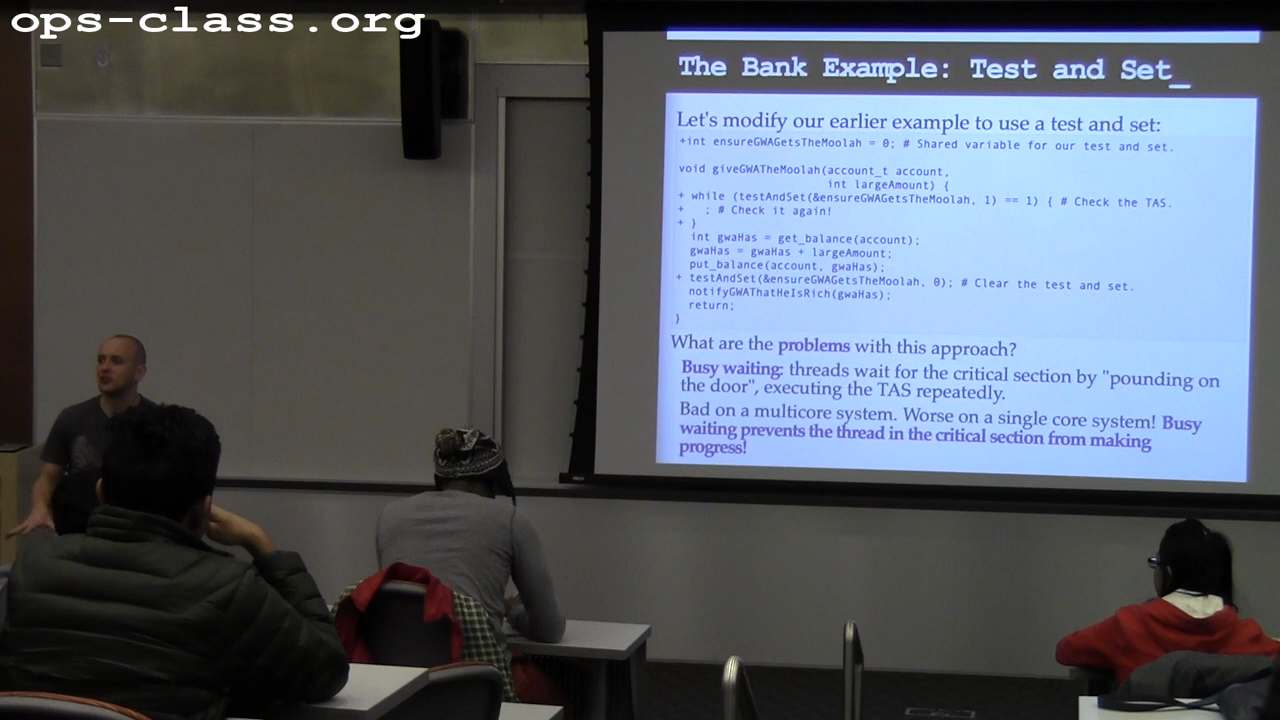 ops-class.org
The Bank Example: Test and Set_
Let's modify our earlier example to use a test and set:
+int ensureGWAGetsTheMoolah = 0; # Shared variable for our test and set.
void giveGWATheMoolah(account_t account,
int largeAmount) {
+ while (testAndSet(&ensureGWAGetsTheMoolah, 1) == 1) { # Check the TAS.
+ ; # Check it again!
+ }
int gwaHas = get_balance(account);
gwaHas = gwaHas + largeAmount;
put_balance(account, gwaHas);
+ testAndSet(&ensureGWAGetsTheMoolah, 0); # Clear the test and set.
notifyGWAThatHeIsRich(gwaHas);
return;
}
What are the problems with this approach?
Busy waiting: threads wait for the critical section by "pounding on
the door", executing the TAS repeatedly.
Bad on a multicore system. Worse on a single core system! Busy
waiting prevents the thread in the critical section from making
progress!